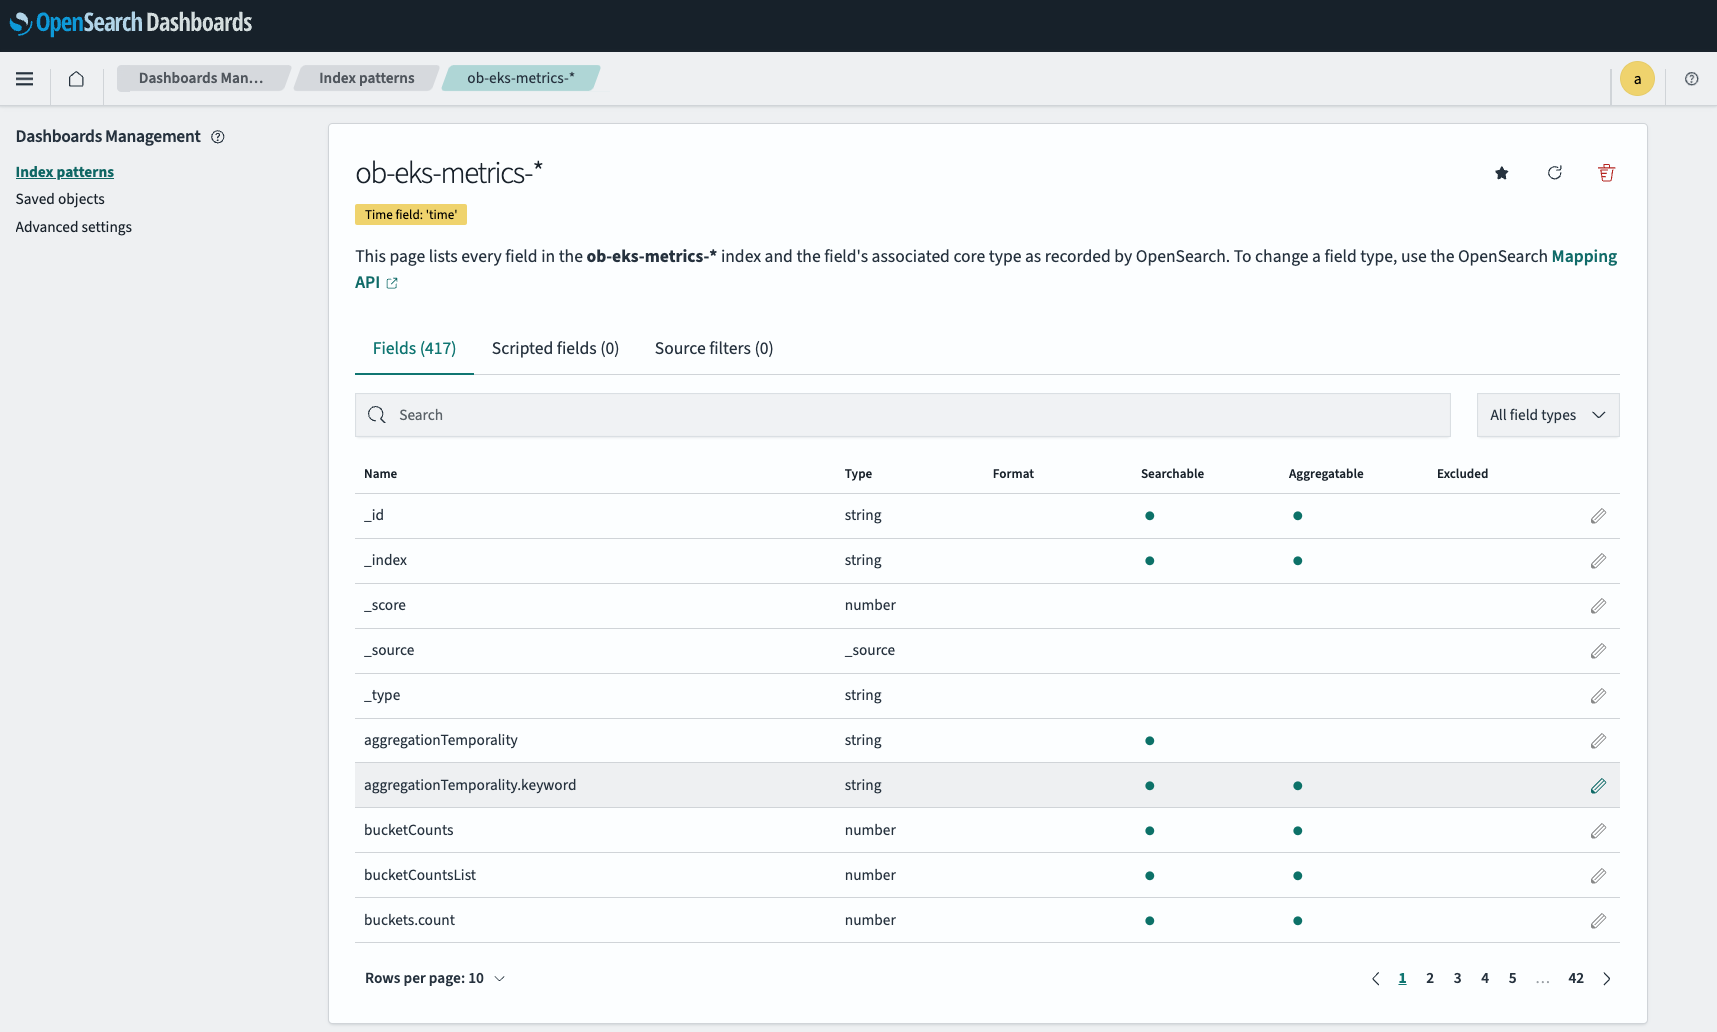 OpenSearch Dashboards
Dashboards Man...
Index patterns
ob-eks-metrics-*
a
Dashboards Management
Index patterns
Saved objects
Advanced settings
ob-eks-metrics-*
Time field: 'time'
This page lists every field in the ob-eks-metrics-* index and the field's associated core type as recorded by OpenSearch. To change a field type, use the OpenSearch Mapping
API
Fields (417) Scripted fields (0) Source filters (0)
Search
All field types
Name Type Format Searchable Aggregatable Excluded
_id string
_index string
_score number
_source _source
_type string
aggregationTemporality string
aggregationTemporality.keyword string
bucketCounts number
bucketCountsList number
buckets.count number
Rows per page: 10
1 2 3 4 5 ... 42